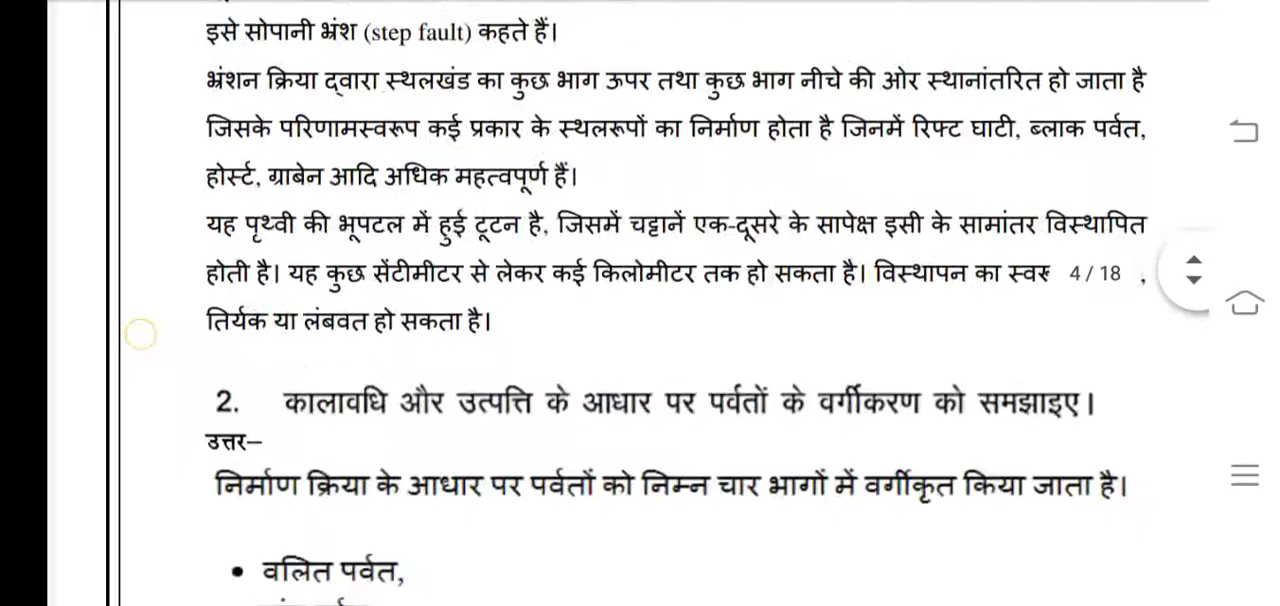 इसे सोपानी भ्रंश (step fault) कहते हैं।
भ्रंशन क्रिया द्वारा स्थलखंड का कुछ भाग ऊपर तथा कुछ भाग नीचे की ओर स्थानांतरित हो जाता है
जिसके परिणामस्वरूप कई प्रकार के स्थलरूपों का निर्माण होता है जिनमें रिफ्ट घाटी, ब्लाक पर्वत,
होर्स्ट, ग्राबेन आदि अधिक महत्वपूर्ण हैं।
यह पृथ्वी की भूपटल में हुई टूटन है, जिसमें चट्टानें एक-दूसरे के सापेक्ष इसी के सामांतर विस्थापित
होती है। यह कुछ सेंटीमीटर से लेकर कई किलोमीटर तक हो सकता है। विस्थापन का 4/18 ,
तिर्यक या लंबवत हो सकता है।
2. कालावधि और उत्पत्ति के आधार पर पर्वतों के वर्गीकरण को समझाइए।
उत्तर–
निर्माण क्रिया के आधार पर पर्वतों को निम्न चार भागों में वर्गीकृत किया जाता है।
• वलित पर्वत,